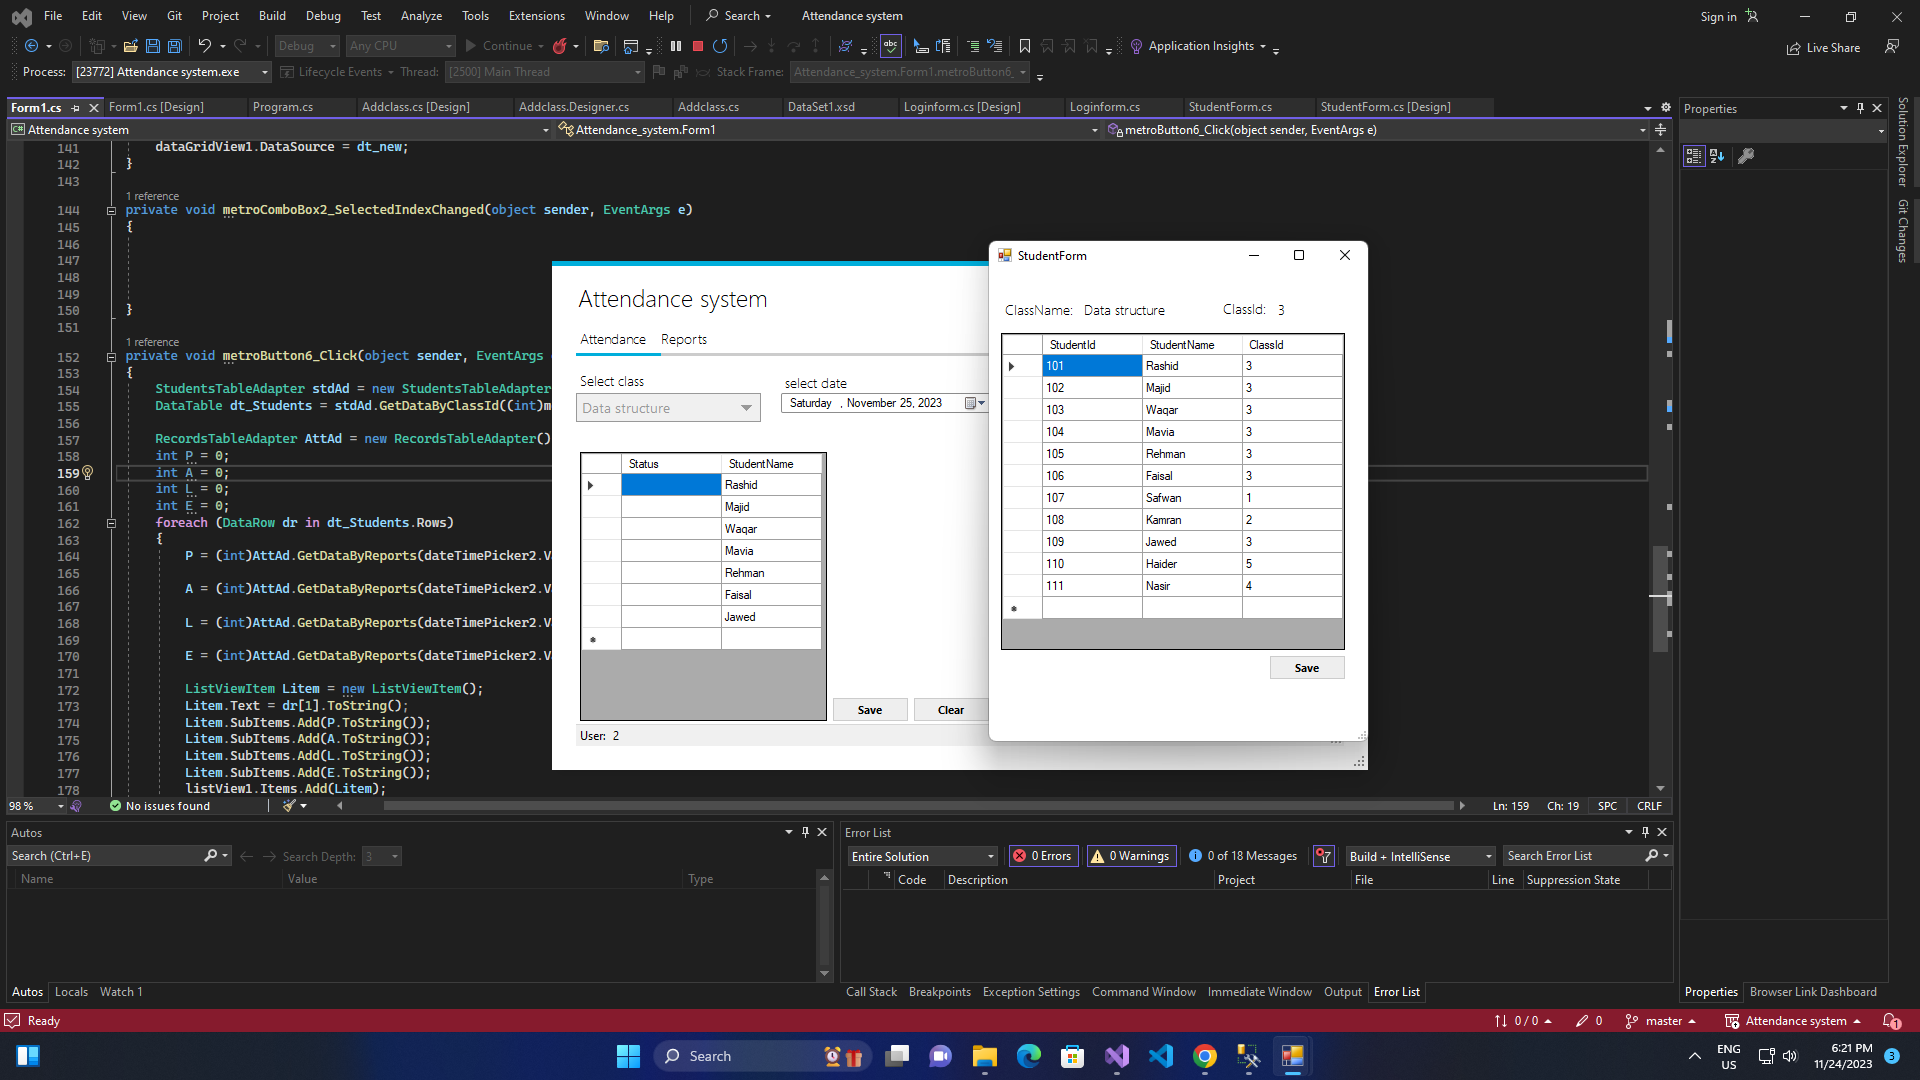 File Edit View Git Project Build Debug Test Analyze Tools Extensions Window Help Search Attendance system Sign in
Debug Any CPU Continue Application Insights Live Share
Process: [23772] Attendance system.exe Lifecycle Events Thread: [2500] Main Thread Stack Frame: Attendance_system.Form1.metroButton6_
Form1.cs Form1.cs [Design] Program.cs Addclass.cs [Design] Addclass.Designer.cs Addclass.cs DataSet1.xsd Loginform.cs [Design] Loginform.cs StudentForm.cs StudentForm.cs [Design]
Attendance system Attendance_system.Form1 metroButton6_Click(object sender, EventArgs e)
141 dataGridView1.DataSource = dt_new;
142 }
143
1 reference
144 private void metroComboBox2_SelectedIndexChanged(object sender, EventArgs e)
145 {
146
147
148
149
150 }
151
1 reference
152 private void metroButton6_Click(object sender, EventArgs
153 {
154 StudentsTableAdapter stdAd = new StudentsTableAdapter
155 DataTable dt_Students = stdAd.GetDataByClassId((int)m
156
157 RecordsTableAdapter AttAd = new RecordsTableAdapter()
158 int P = 0;
159 int A = 0;
160 int L = 0;
161 int E = 0;
162 foreach (DataRow dr in dt_Students.Rows)
163 {
164 P = (int)AttAd.GetDataByReports(dateTimePicker2.V
165
166 A = (int)AttAd.GetDataByReports(dateTimePicker2.V
167
168 L = (int)AttAd.GetDataByReports(dateTimePicker2.V
169
170 E = (int)AttAd.GetDataByReports(dateTimePicker2.V
171
172 ListViewItem Litem = new ListViewItem();
173 Litem.Text = dr[1].ToString();
174 Litem.SubItems.Add(P.ToString());
175 Litem.SubItems.Add(A.ToString());
176 Litem.SubItems.Add(L.ToString());
177 Litem.SubItems.Add(E.ToString());
178 listView1.Items.Add(Litem);
98 % No issues found Ln: 159 Ch: 19 SPC CRLF
Attendance system
Attendance Reports
Select class select date
Data structure Saturday , November 25, 2023
Status StudentName
Rashid
Majid
Waqar
Mavia
Rehman
Faisal
Jawed
Save Clear
User: 2
StudentForm
ClassName: Data structure ClassId: 3
StudentId StudentName ClassId
101 Rashid 3
102 Majid 3
103 Waqar 3
104 Mavia 3
105 Rehman 3
106 Faisal 3
107 Safwan 1
108 Kamran 2
109 Jawed 3
110 Haider 5
111 Nasir 4
Save
Properties
Solution Explorer
Git Changes
Autos
Search (Ctrl+E) Search Depth: 3
Name Value Type
Autos Locals Watch 1
Error List
Entire Solution 0 Errors 0 Warnings 0 of 18 Messages Build + IntelliSense Search Error List
Code Description Project File Line Suppression State
Call Stack Breakpoints Exception Settings Command Window Immediate Window Output Error List
Properties Browser Link Dashboard
Ready 0 / 0 0 master Attendance system 1
Search
ENG
US
6:21 PM
11/24/2023
3